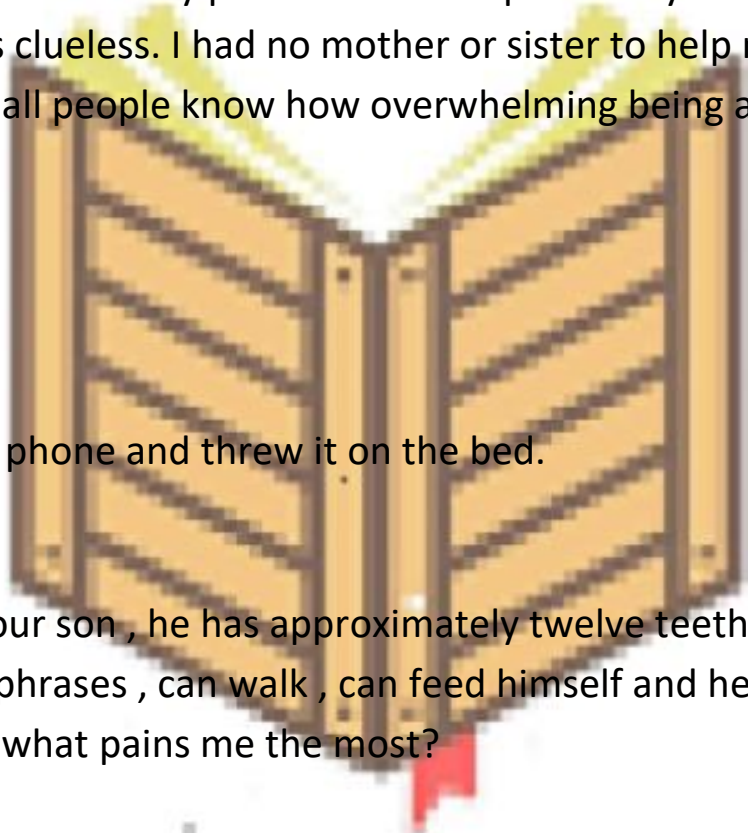 clueless. I had no mother or sister to help
all people know how overwhelming being a
phone and threw it on the bed.
son , he has approximately twelve teeth
phrases , can walk , can feed himself and he
what pains me the most?